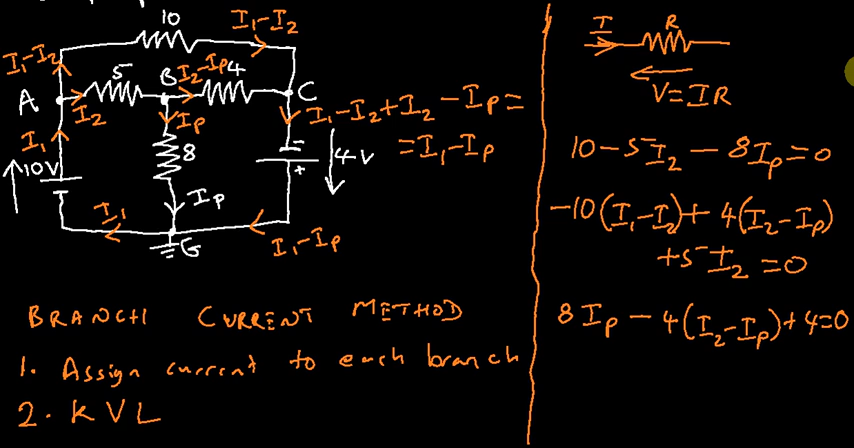 10
I₁-I₂
I₁-I₂
5
B
I₂-Iₚ
4
A
I₂
C
I₁-I₂+I₂-Iₚ=
=I₁-Iₚ
Iₚ
I₁
8
10V
4V
Iₚ
I₁
G
I₁-Iₚ
BRANCH CURRENT METHOD
1. Assign current to each branch
2. KVL
I
R
V=IR
10-5I₂-8Iₚ=0
-10(I₁-I₂)+4(I₂-Iₚ)
+5I₂=0
8Iₚ-4(I₂-Iₚ)+4=0